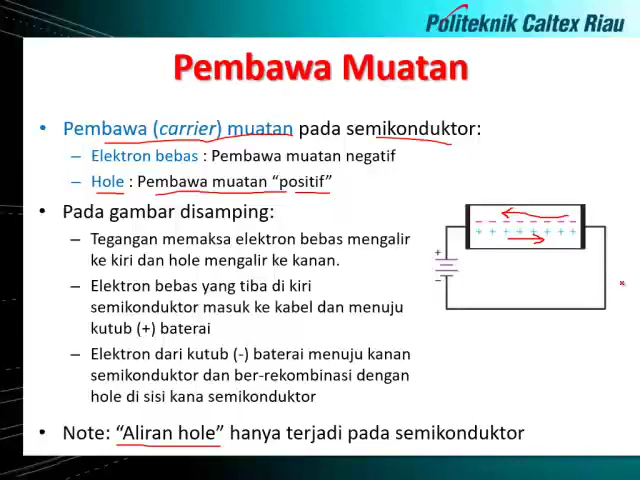 Politeknik Caltex Riau
Pembawa Muatan
• Pembawa (carrier) muatan pada semikonduktor:
– Elektron bebas : Pembawa muatan negatif
– Hole : Pembawa muatan “positif”
• Pada gambar disamping:
– Tegangan memaksa elektron bebas mengalir
ke kiri dan hole mengalir ke kanan.
– Elektron bebas yang tiba di kiri
semikonduktor masuk ke kabel dan menuju
kutub (+) baterai
– Elektron dari kutub (-) baterai menuju kanan
semikonduktor dan ber-rekombinasi dengan
hole di sisi kana semikonduktor
• Note: “Aliran hole” hanya terjadi pada semikonduktor
– – – – – – – –
+ + + + + + + +
+
–